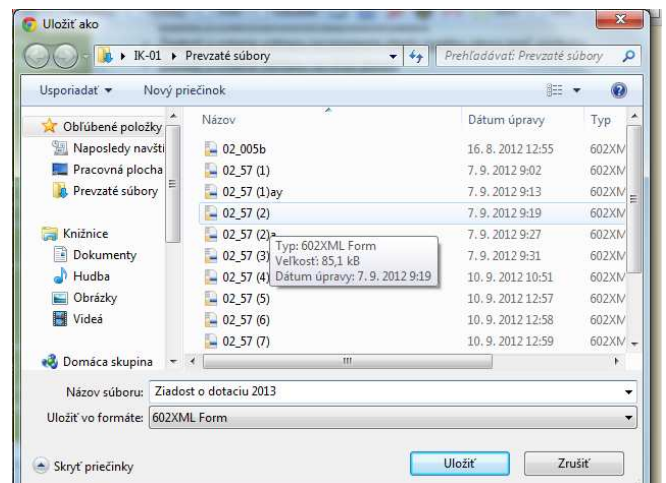 Uložiť ako
IK-01 ▸ Prevzaté súbory
Prehľadávať: Prevzaté súbory
Usporiadať Nový priečinok
Názov Dátum úpravy Typ
Obľúbené položky
Naposledy navští
Pracovná plocha
Prevzaté súbory
Knižnice
Dokumenty
Hudba
Obrázky
Videá
Domáca skupina
02_005b 16. 8. 2012 12:55 602XM
02_57 (1) 7. 9. 2012 9:02 602XM
02_57 (1)ay 7. 9. 2012 9:13 602XM
02_57 (2) 7. 9. 2012 9:19 602XM
02_57 (2)a 7. 9. 2012 9:27 602XM
02_57 (3) 7. 9. 2012 9:31 602XM
02_57 (4) 10. 9. 2012 10:51 602XM
02_57 (5) 10. 9. 2012 12:57 602XM
02_57 (6) 10. 9. 2012 12:58 602XM
02_57 (7) 10. 9. 2012 12:59 602XM
Typ: 602XML Form
Veľkosť: 85,1 kB
Dátum úpravy: 7. 9. 2012 9:19
Názov súboru: Ziadost o dotaciu 2013
Uložiť vo formáte: 602XML Form
Skryť priečinky Uložiť Zrušiť